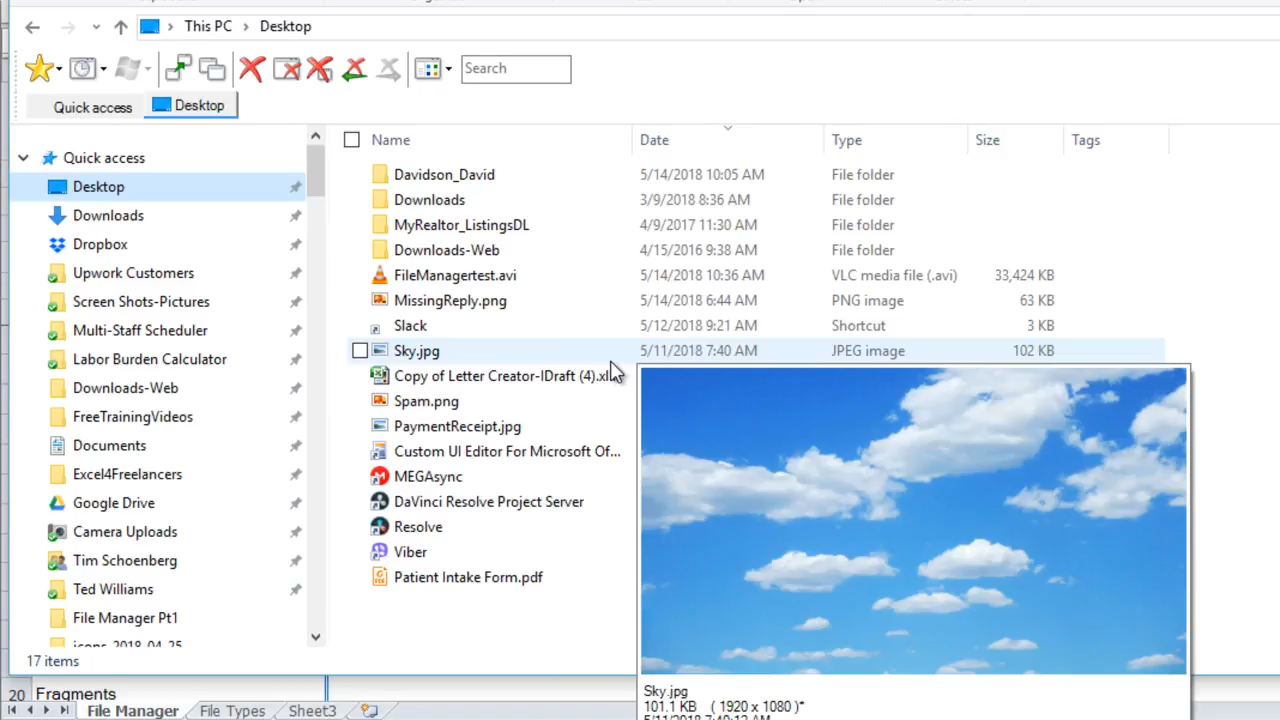 This PC > Desktop
Search
Quick access Desktop
Name Date Type Size Tags
Quick access
Desktop
Downloads
Dropbox
Upwork Customers
Screen Shots-Pictures
Multi-Staff Scheduler
Labor Burden Calculator
Downloads-Web
FreeTrainingVideos
Documents
Excel4Freelancers
Google Drive
Camera Uploads
Tim Schoenberg
Ted Williams
File Manager Pt1
icons_2018_04_25
Davidson_David 5/14/2018 10:05 AM File folder
Downloads 3/9/2018 8:36 AM File folder
MyRealtor_ListingsDL 4/9/2017 11:30 AM File folder
Downloads-Web 4/15/2016 9:38 AM File folder
FileManagertest.avi 5/14/2018 10:36 AM VLC media file (.avi) 33,424 KB
MissingReply.png 5/14/2018 6:44 AM PNG image 63 KB
Slack 5/12/2018 9:21 AM Shortcut 3 KB
Sky.jpg 5/11/2018 7:40 AM JPEG image 102 KB
Copy of Letter Creator-IDraft (4).xl
Spam.png
PaymentReceipt.jpg
Custom UI Editor For Microsoft Of...
MEGAsync
DaVinci Resolve Project Server
Resolve
Viber
Patient Intake Form.pdf
Sky.jpg
101.1 KB ( 1920 x 1080 )*
17 items
20 Fragments
File Manager File Types Sheet3